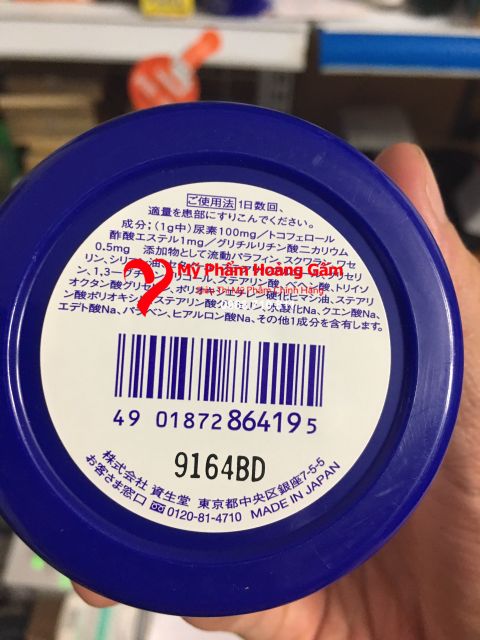 ご使用法 1日数回、
適量を患部にすりこんでください。
成分：（1g中）尿素100mg／トコフェロール
酢酸エステル1mg／グリチルリチン酸二カリウム
0.5mg 添加物として流動パラフィン、スクワラン、ワセ
リン、シリ
Mỹ Phẩm Hoàng Gấm
オクタン酸グリセ
エデト酸Na、パラベン、ヒアルロン酸Na、その他1成分を含有します。
49 01872 864195
9164BD
株式会社 資生堂 東京都中央区銀座7-5-5
お客さま窓口 0120-81-4710 MADE IN JAPAN